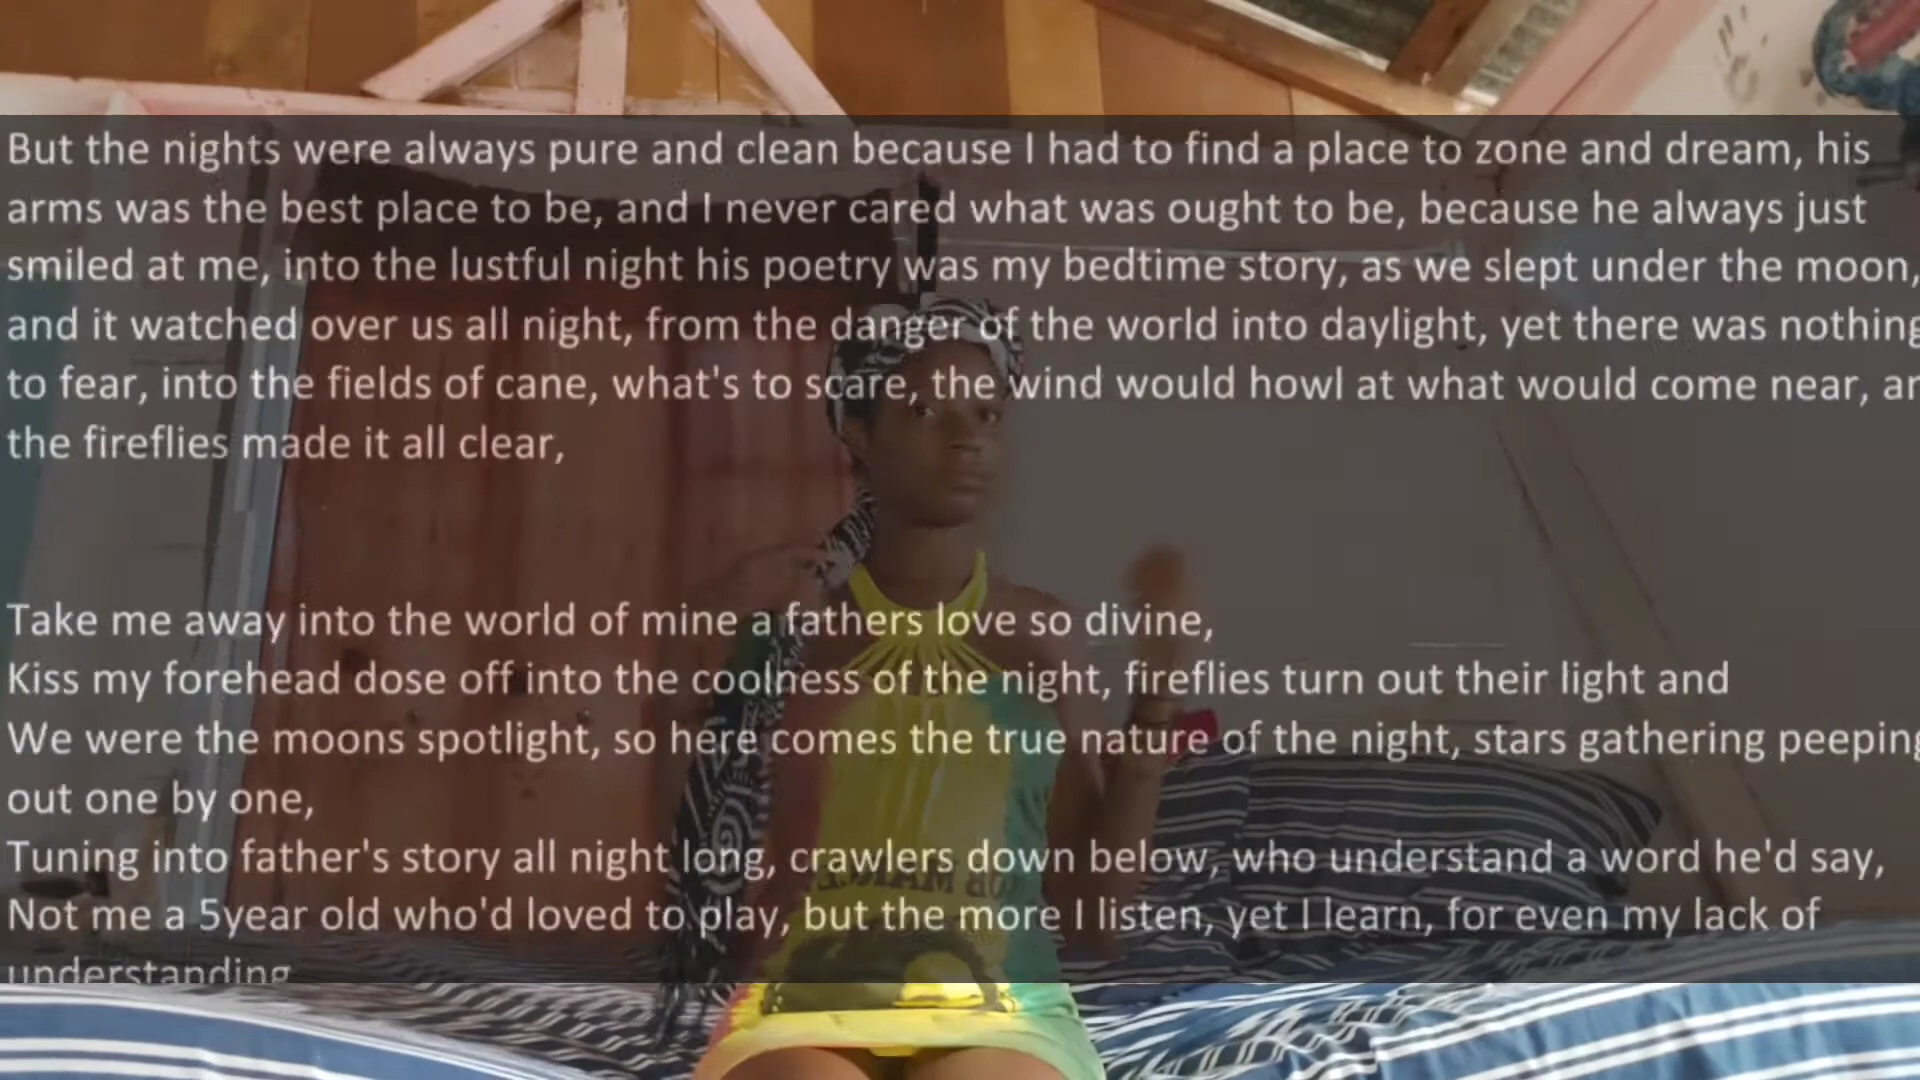 But the nights were always pure and clean because I had to find a place to zone and dream, his
arms was the best place to be, and I never cared what was ought to be, because he always just
smiled at me, into the lustful night his poetry was my bedtime story, as we slept under the moon,
and it watched over us all night, from the danger of the world into daylight, yet there was nothing
to fear, into the fields of cane, what's to scare, the wind would howl at what would come near,
the fireflies made it all clear,
Take me away into the world of mine a fathers love so divine,
Kiss my forehead dose off into the coolness of the night, fireflies turn out their light and
We were the moons spotlight, so here comes the true nature of the night, stars gathering peeping
out one by one,
Tuning into father's story all night long, crawlers down below, who understand a word he'd say,
Not me a 5year old who'd loved to play, but the more I listen, yet I learn, for even my lack of
understanding